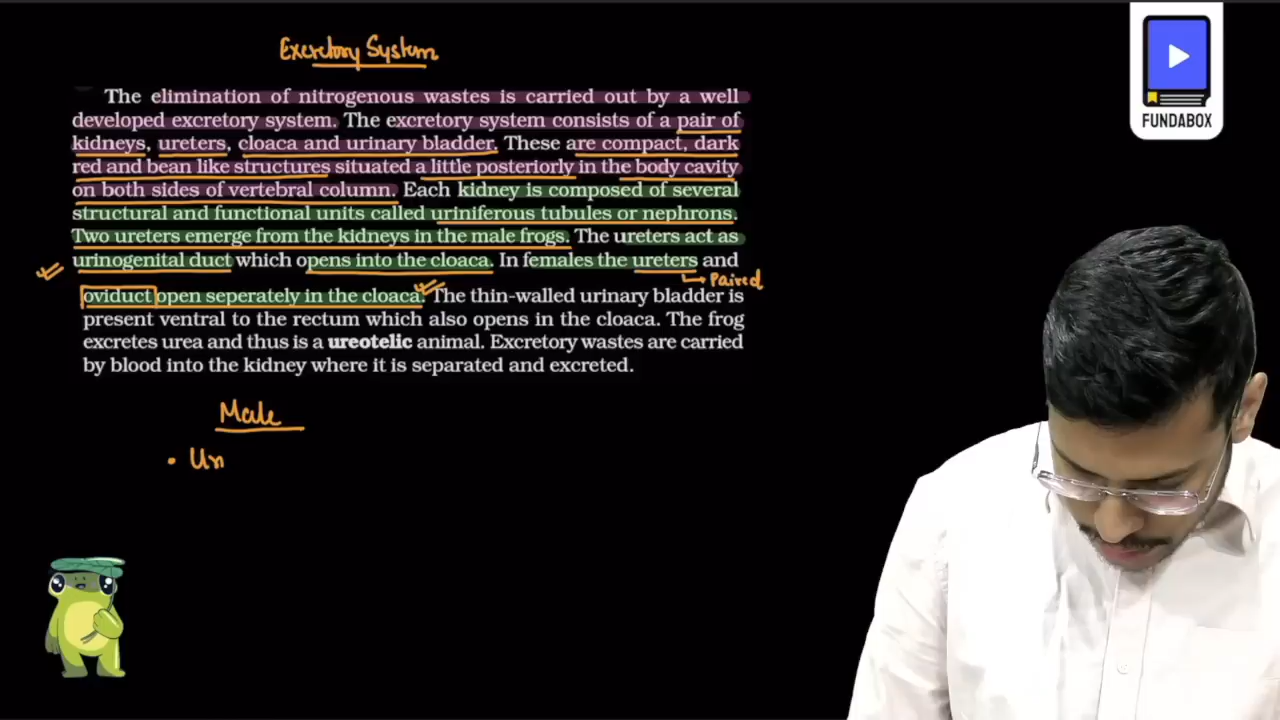 Excretory System
FUNDABOX
The elimination of nitrogenous wastes is carried out by a well
developed excretory system. The excretory system consists of a pair of
kidneys, ureters, cloaca and urinary bladder. These are compact, dark
red and bean like structures situated a little posteriorly in the body cavity
on both sides of vertebral column. Each kidney is composed of several
structural and functional units called uriniferous tubules or nephrons.
Two ureters emerge from the kidneys in the male frogs. The ureters act as
urinogenital duct which opens into the cloaca. In females the ureters and
Paired
oviduct open seperately in the cloaca. The thin-walled urinary bladder is
present ventral to the rectum which also opens in the cloaca. The frog
excretes urea and thus is a ureotelic animal. Excretory wastes are carried
by blood into the kidney where it is separated and excreted.
Male
• Ur